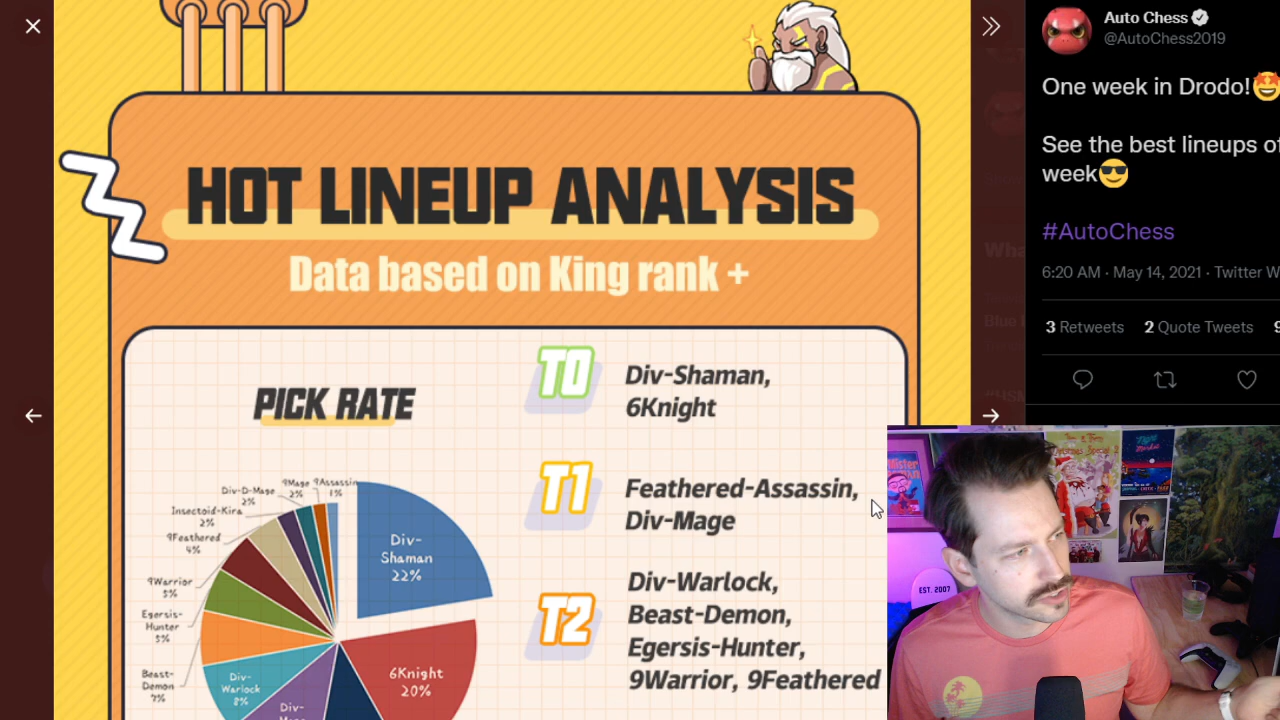 HOT LINEUP ANALYSIS
Data based on King rank +
PICK RATE
9Mage
2%
9Assassin
1%
Div-D-Mage
2%
Insectoid-Kira
2%
9Feathered
4%
9Warrior
5%
Egersis-
Hunter
5%
Beast-
Demon
7%
Div-
Warlock
8%
Div-
Shaman
22%
6Knight
20%
T0
Div-Shaman,
6Knight
T1
Feathered-Assassin,
Div-Mage
T2
Div-Warlock,
Beast-Demon,
Egersis-Hunter,
9Warrior, 9Feathered
Auto Chess
@AutoChess2019
One week in Drodo!
See the best lineups of
week
#AutoChess
6:20 AM · May 14, 2021 · Twitter W
3 Retweets 2 Quote Tweets
EST. 2007